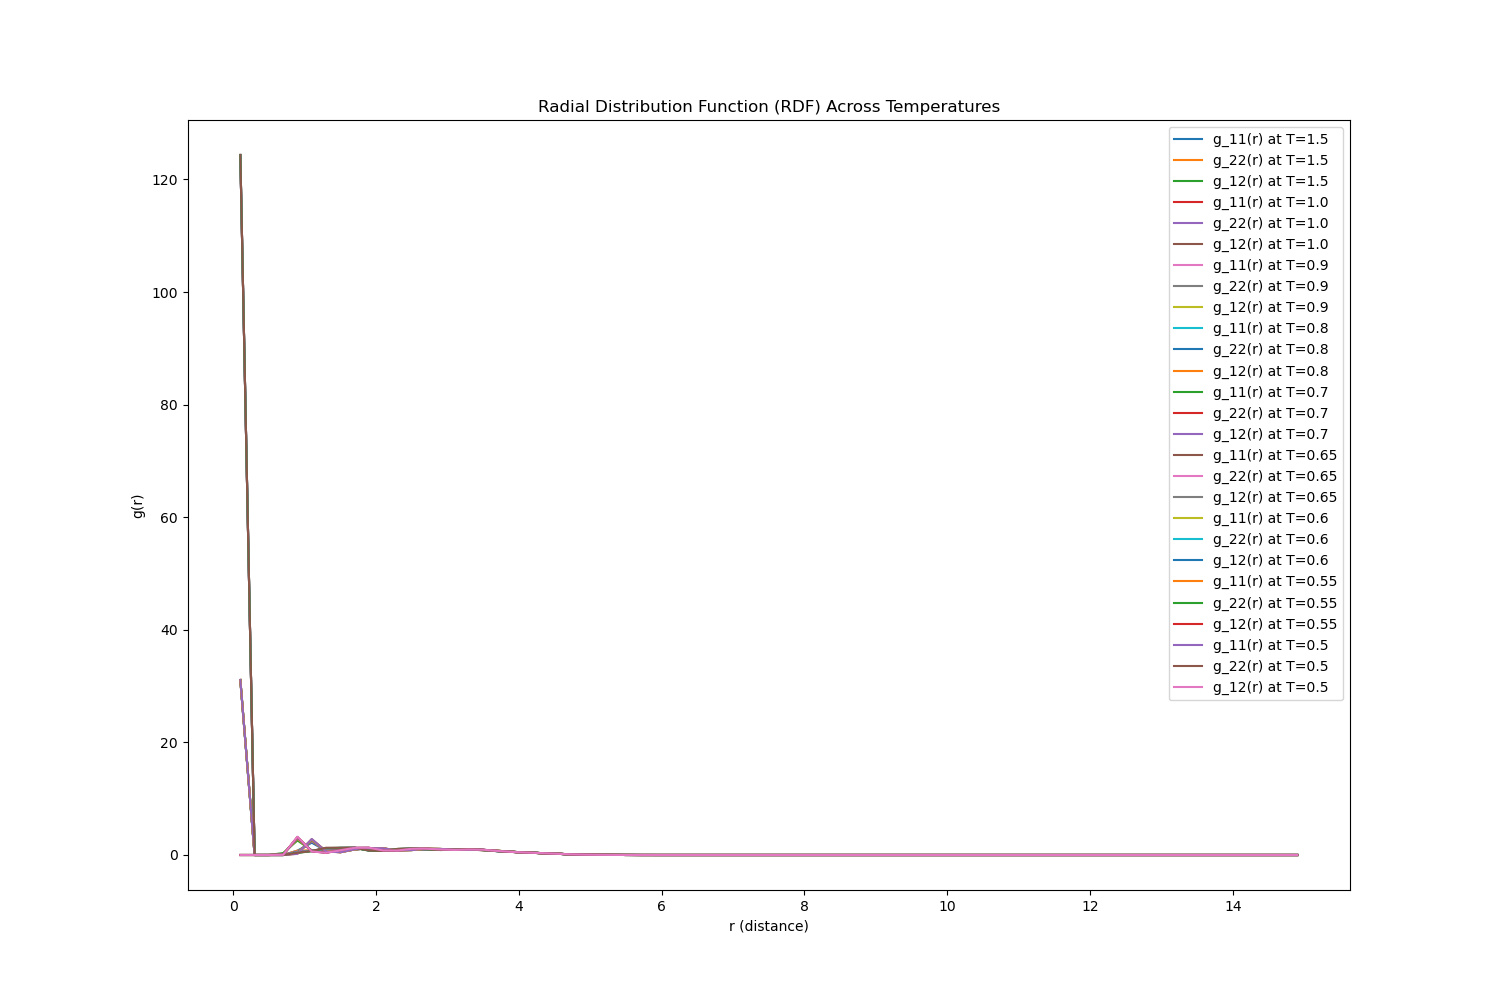 Radial Distribution Function (RDF) Across Temperatures
g_11(r) at T=1.5
g_22(r) at T=1.5
g_12(r) at T=1.5
g_11(r) at T=1.0
g_22(r) at T=1.0
g_12(r) at T=1.0
g_11(r) at T=0.9
g_22(r) at T=0.9
g_12(r) at T=0.9
g_11(r) at T=0.8
g_22(r) at T=0.8
g_12(r) at T=0.8
g_11(r) at T=0.7
g_22(r) at T=0.7
g_12(r) at T=0.7
g_11(r) at T=0.65
g_22(r) at T=0.65
g_12(r) at T=0.65
g_11(r) at T=0.6
g_22(r) at T=0.6
g_12(r) at T=0.6
g_11(r) at T=0.55
g_22(r) at T=0.55
g_12(r) at T=0.55
g_11(r) at T=0.5
g_22(r) at T=0.5
g_12(r) at T=0.5
120
100
80
60
40
20
0
g(r)
0 2 4 6 8 10 12 14
r (distance)